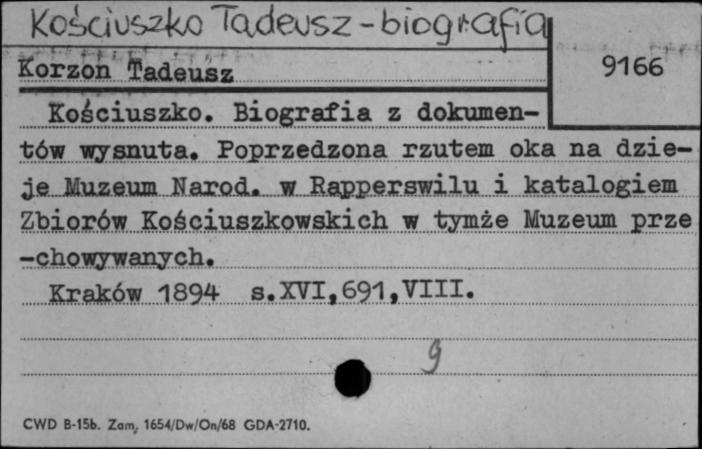 Kościuszko Tadeusz - biografia
Korzon Tadeusz
9166
Kościuszko. Biografia z dokumen-
tów wysnuta. Poprzedzona rzutem oka na dzie-
je Muzeum Narod. w Rapperswilu i katalogiem
Zbiorów Kościuszkowskich w tymże Muzeum prze
-chowywanych.
Kraków 1894 s.XVI,691,VIII.
g
CWD B-15b. Zam, 1654/Dw/On/68 GDA-2710.